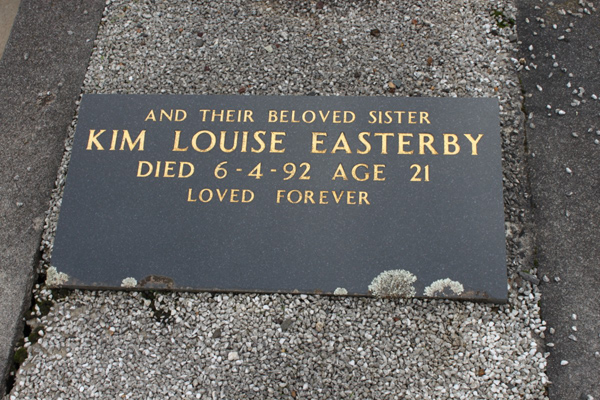 AND THEIR BELOVED SISTER
KIM LOUISE EASTERBY
DIED 6-4-92 AGE 21
LOVED FOREVER